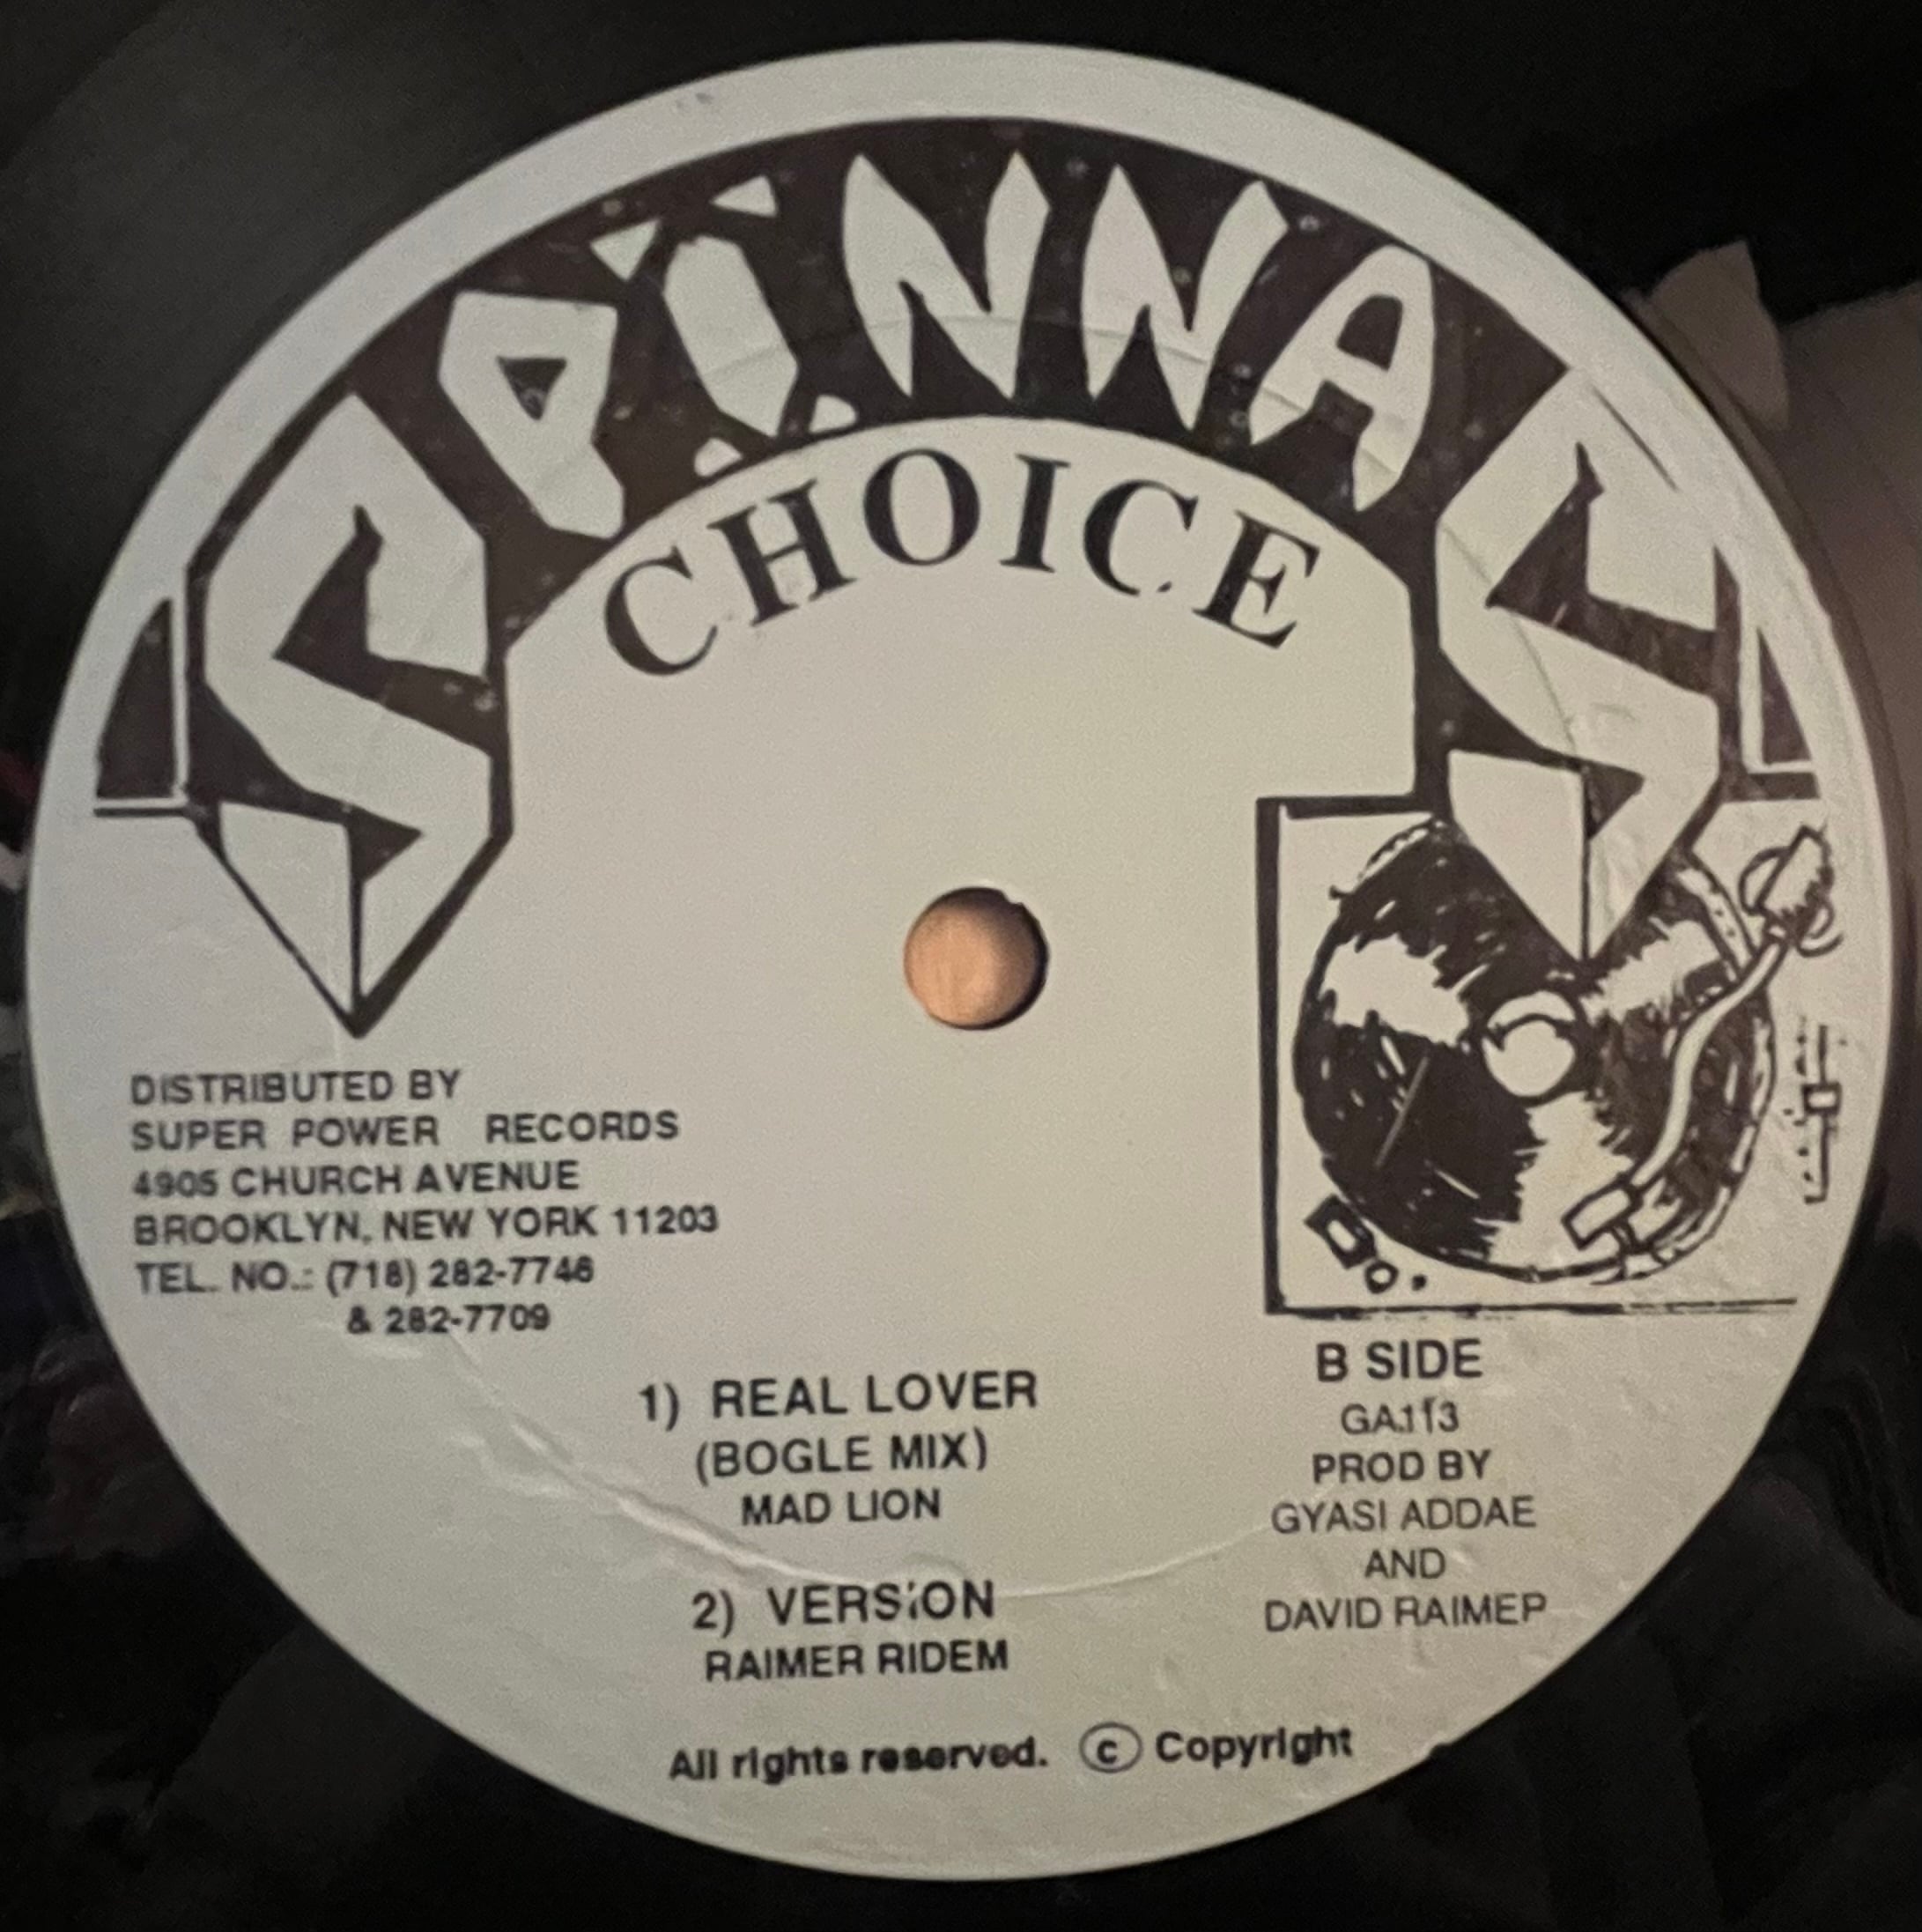 SPINNAS
CHOICE
DISTRIBUTED BY
SUPER POWER RECORDS
4905 CHURCH AVENUE
BROOKLYN, NEW YORK 11203
TEL. NO.: (718) 282-7746
& 282-7709
1) REAL LOVER
(BOGLE MIX)
MAD LION
2) VERSION
RAIMER RIDEM
B SIDE
GA113
PROD BY
GYASI ADDAE
AND
DAVID RAIMER
All rights reserved. © Copyright